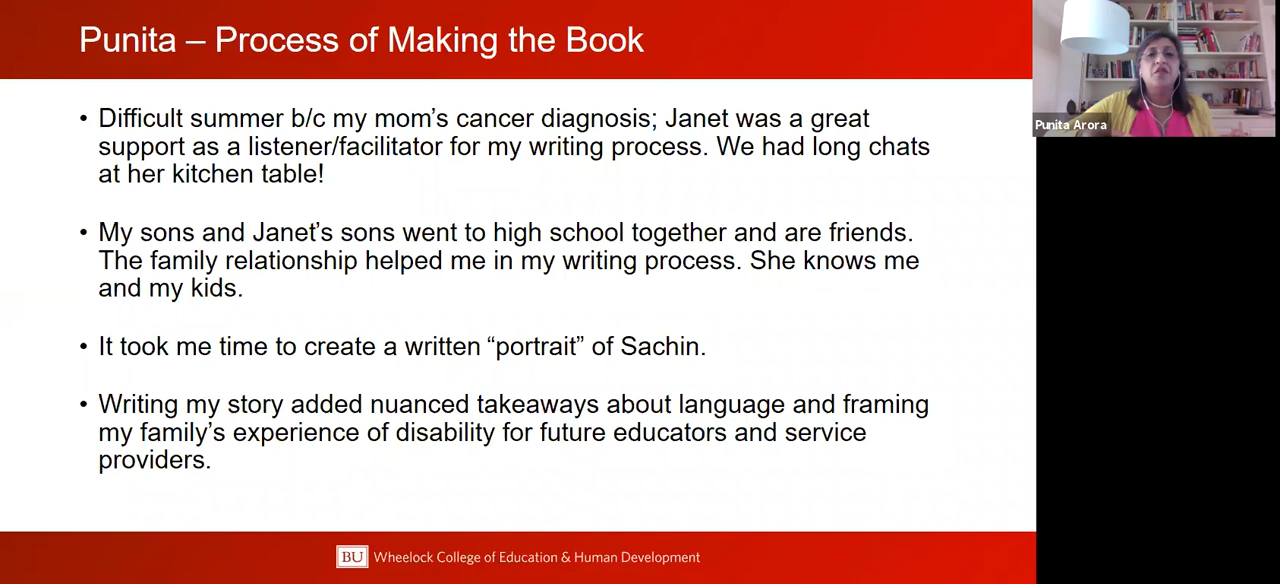 Punita – Process of Making the Book
Punita Arora
• Difficult summer b/c my mom’s cancer diagnosis; Janet was a great
support as a listener/facilitator for my writing process. We had long chats
at her kitchen table!
• My sons and Janet’s sons went to high school together and are friends.
The family relationship helped me in my writing process. She knows me
and my kids.
• It took me time to create a written “portrait” of Sachin.
• Writing my story added nuanced takeaways about language and framing
my family’s experience of disability for future educators and service
providers.
BU Wheelock College of Education & Human Development